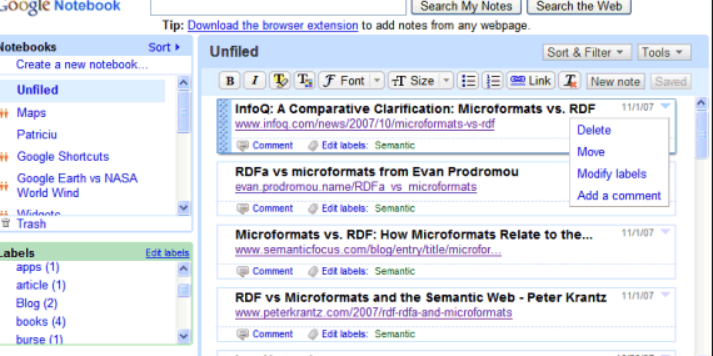 Google Notebook
Search My Notes
Search the Web
Tip: Download the browser extension to add notes from any webpage.
Notebooks
Sort
Create a new notebook...
Unfiled
Maps
Patriciu
Google Shortcuts
Google Earth vs NASA
World Wind
Widgets
Trash
Labels
Edit labels
apps (1)
article (1)
Blog (2)
books (4)
burse (1)
Unfiled
Sort & Filter
Tools
B I T T F Font T Size Link T New note Saved
InfoQ: A Comparative Clarification: Microformats vs. RDF 11/1/07
www.infoq.com/news/2007/10/microformats-vs-rdf
Comment Edit labels: Semantic
Delete
Move
Modify labels
Add a comment
RDFa vs microformats from Evan Prodromou
evan.prodromou.name/RDFa_vs_microformats
Comment Edit labels: Semantic
Microformats vs. RDF: How Microformats Relate to the... 11/1/07
www.semanticfocus.com/blog/entry/title/microfor...
Comment Edit labels: Semantic
RDF vs Microformats and the Semantic Web - Peter Krantz 11/1/07
www.peterkrantz.com/2007/rdf-rdfa-and-microformats
Comment Edit labels: Semantic